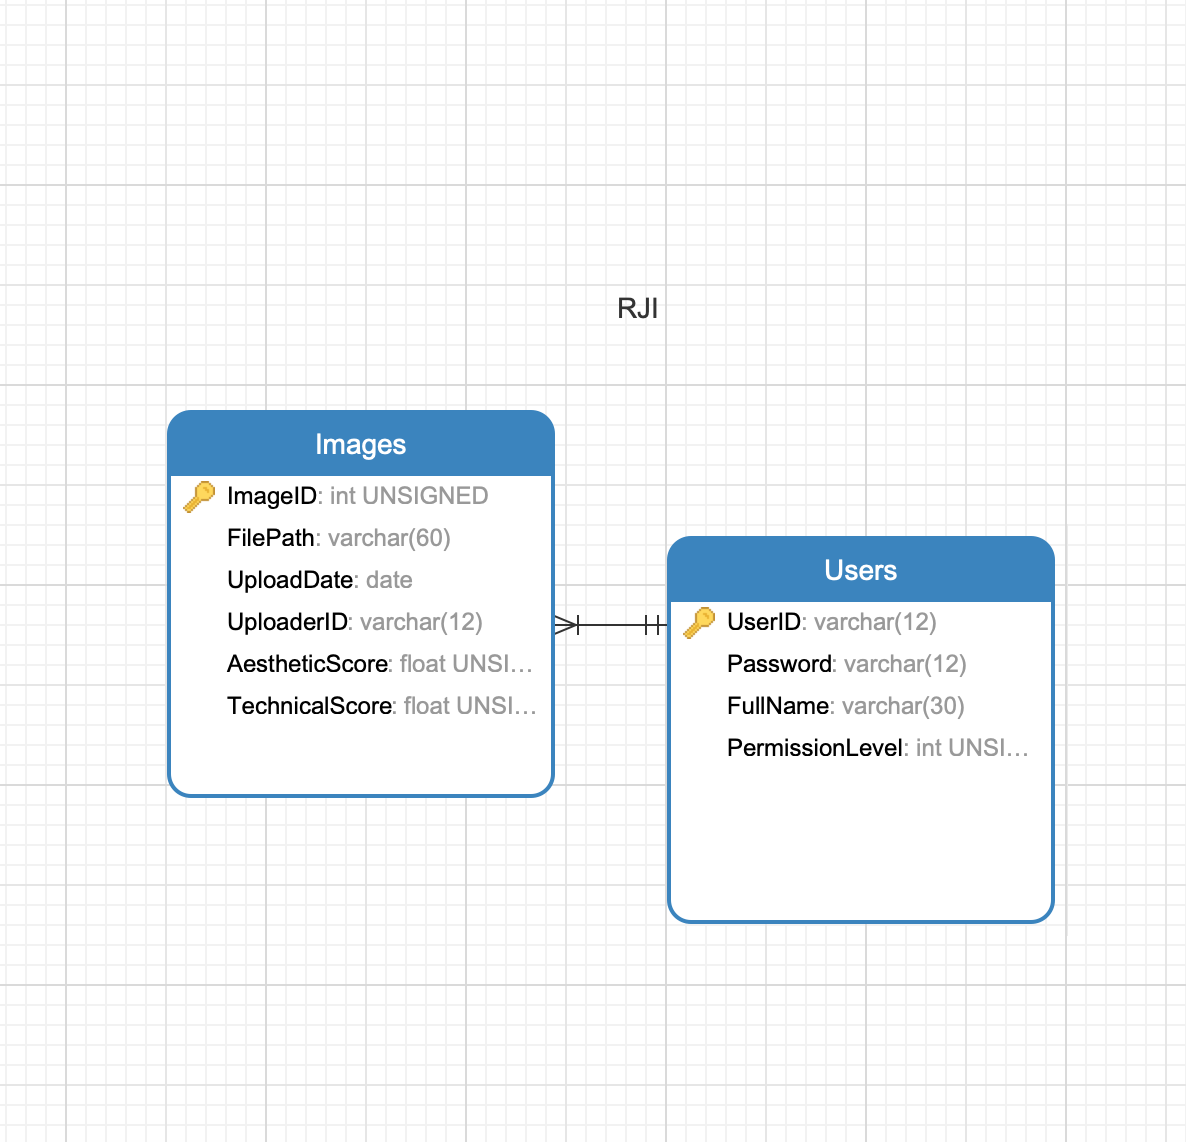 RJI
Images
ImageID: int UNSIGNED
FilePath: varchar(60)
UploadDate: date
UploaderID: varchar(12)
AestheticScore: float UNSI...
TechnicalScore: float UNSI...
Users
UserID: varchar(12)
Password: varchar(12)
FullName: varchar(30)
PermissionLevel: int UNSI...